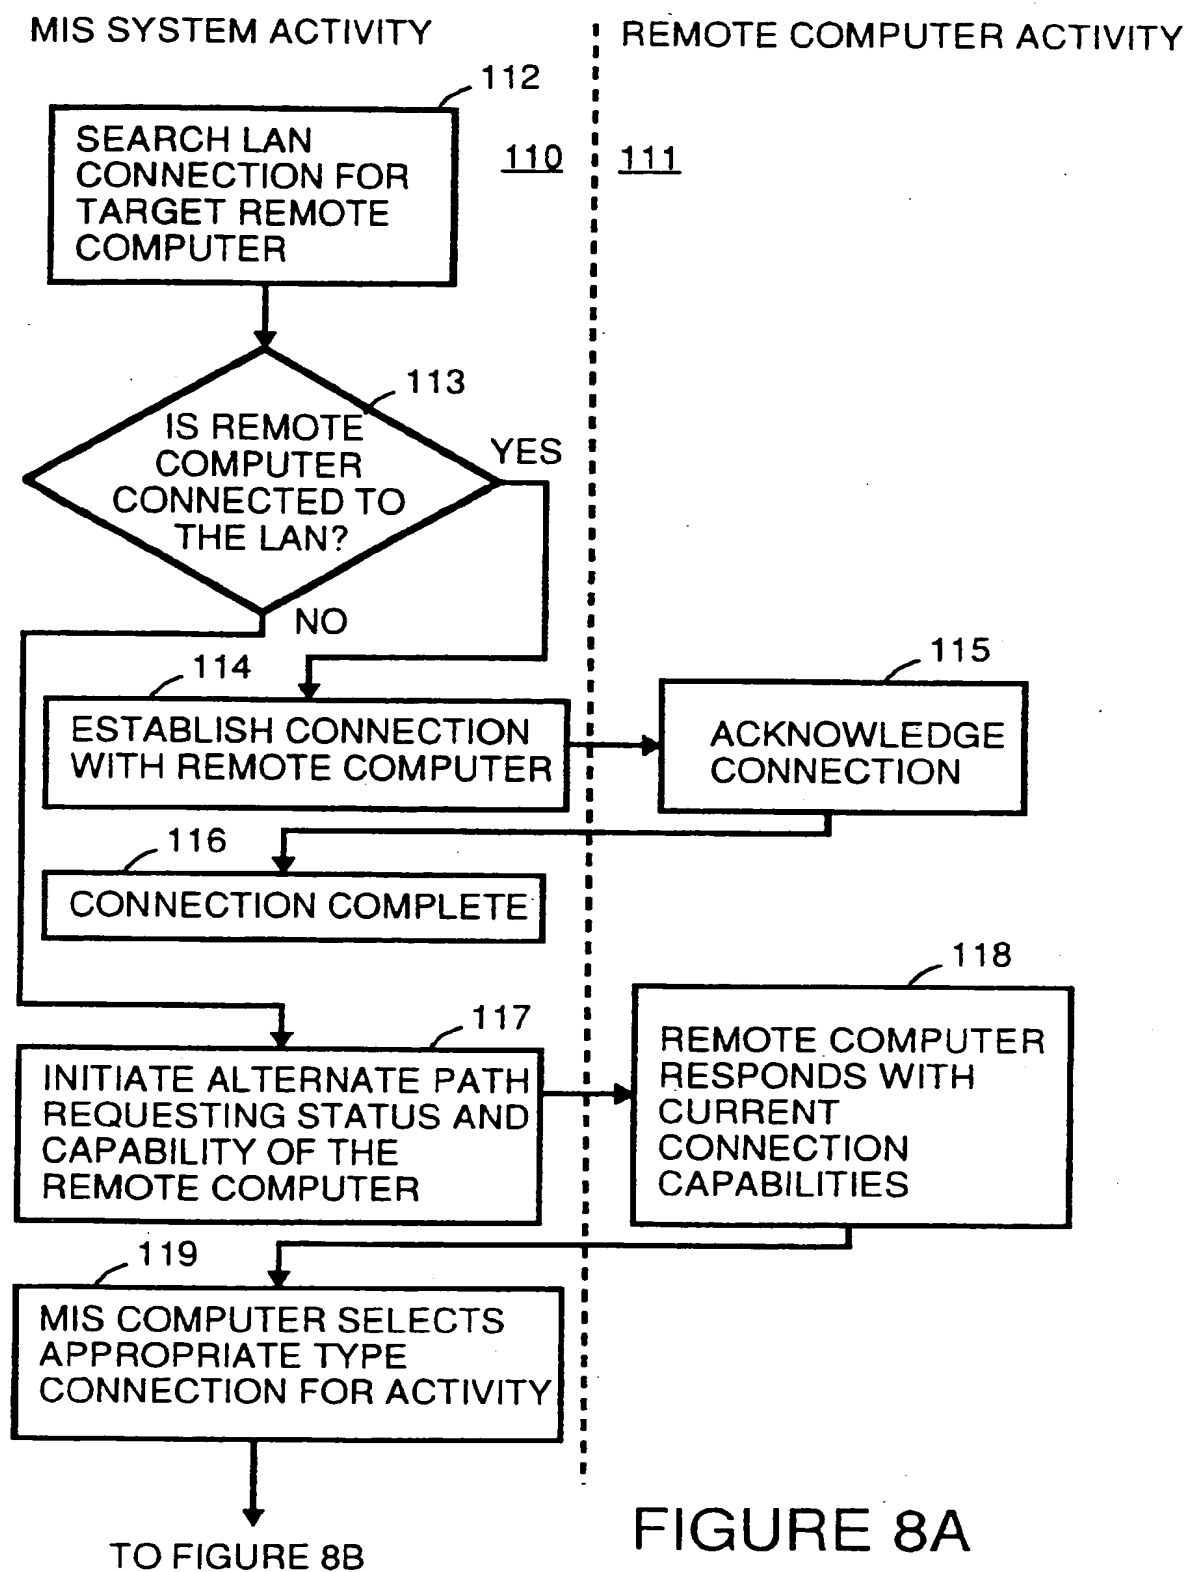 MIS SYSTEM ACTIVITY
REMOTE COMPUTER ACTIVITY
112
SEARCH LAN
CONNECTION FOR
TARGET REMOTE
COMPUTER
110
111
113
IS REMOTE
COMPUTER
CONNECTED TO
THE LAN?
YES
NO
114
ESTABLISH CONNECTION
WITH REMOTE COMPUTER
115
ACKNOWLEDGE
CONNECTION
116
CONNECTION COMPLETE
117
INITIATE ALTERNATE PATH
REQUESTING STATUS AND
CAPABILITY OF THE
REMOTE COMPUTER
118
REMOTE COMPUTER
RESPONDS WITH
CURRENT
CONNECTION
CAPABILITIES
119
MIS COMPUTER SELECTS
APPROPRIATE TYPE
CONNECTION FOR ACTIVITY
TO FIGURE 8B
FIGURE 8A